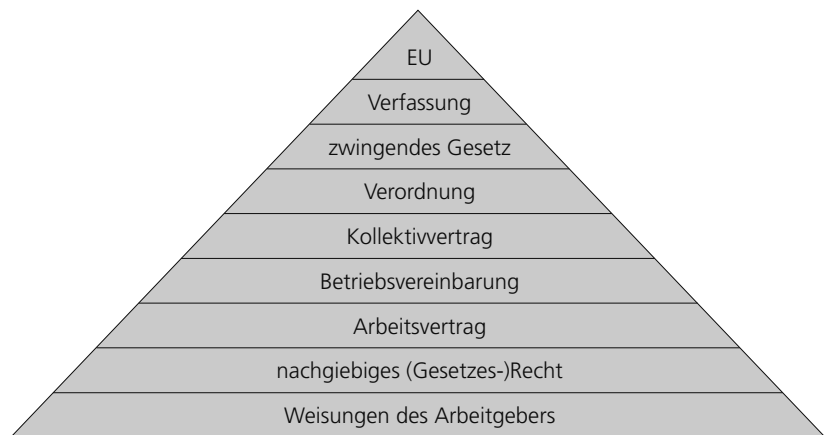 EU
Verfassung
zwingendes Gesetz
Verordnung
Kollektivvertrag
Betriebsvereinbarung
Arbeitsvertrag
nachgiebiges (Gesetzes-)Recht
Weisungen des Arbeitgebers